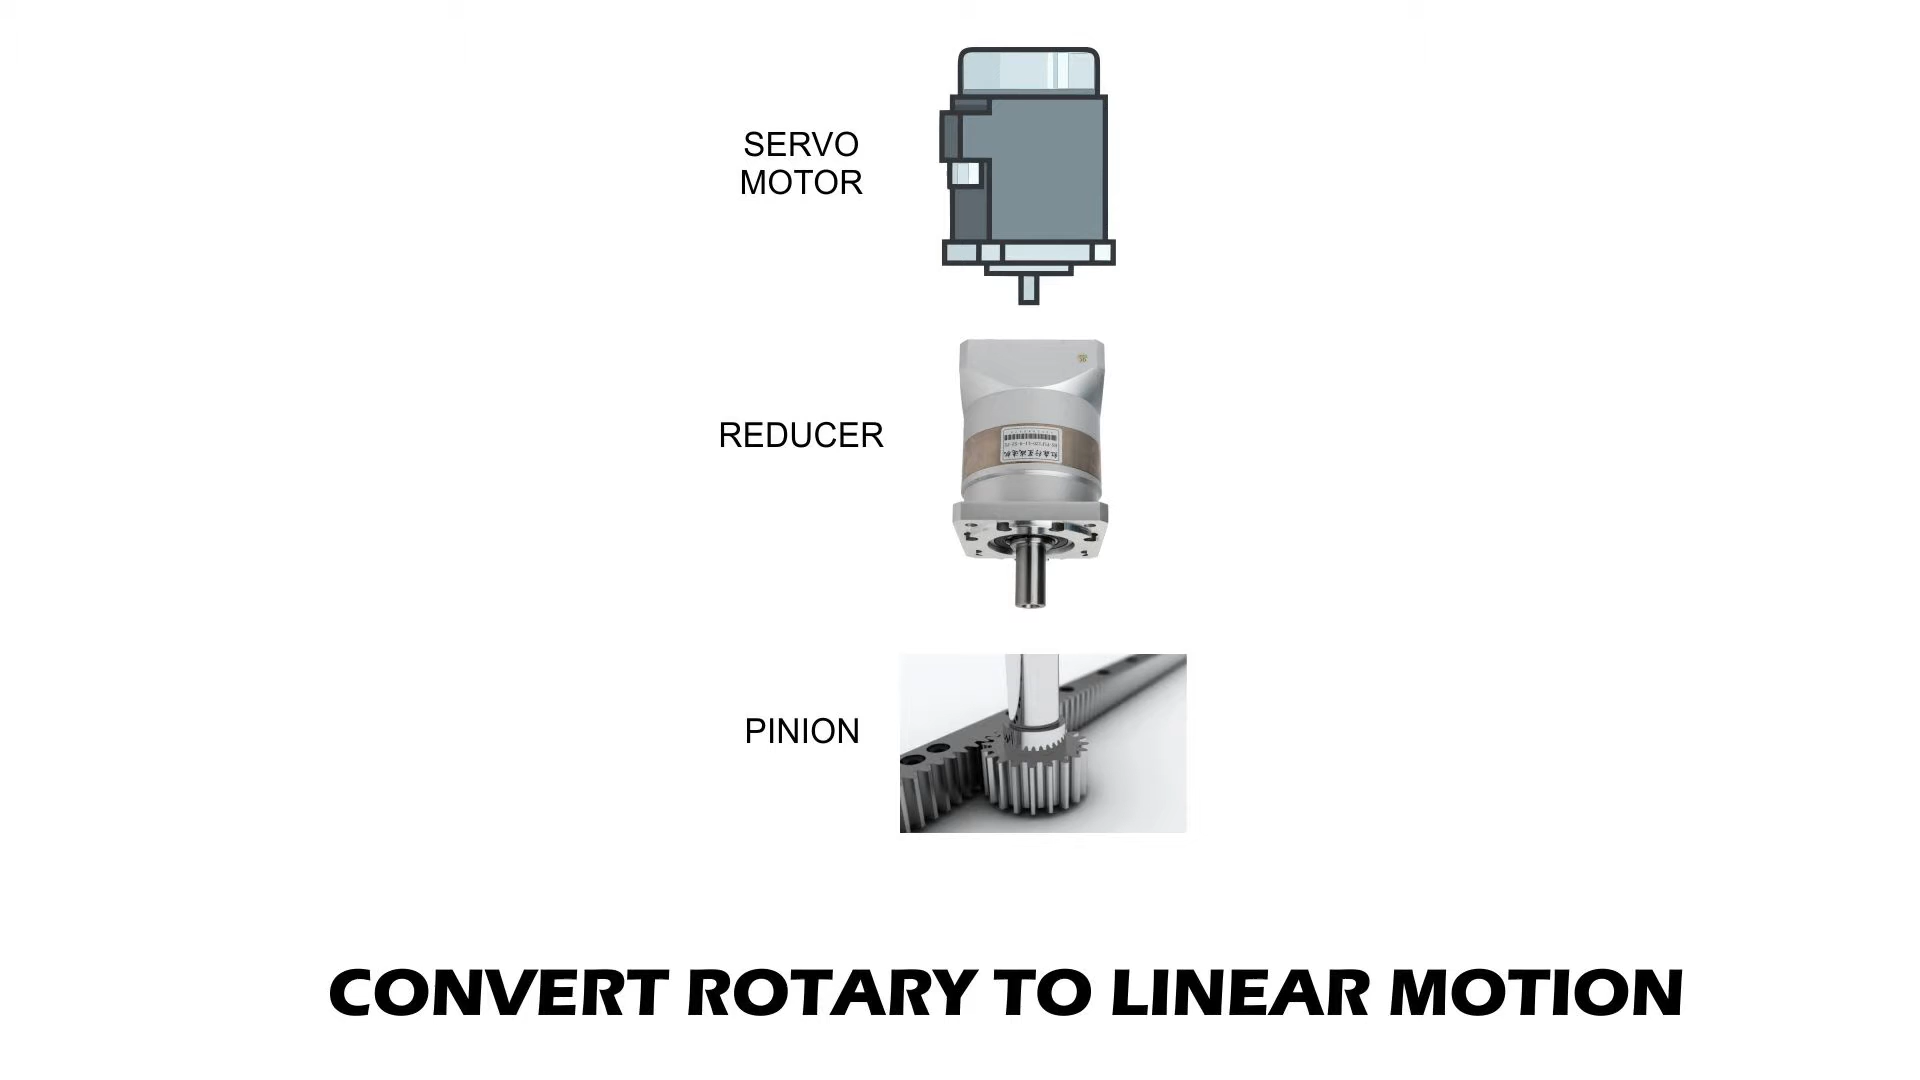 SERVO
MOTOR
REDUCER
PINION
CONVERT ROTARY TO LINEAR MOTION